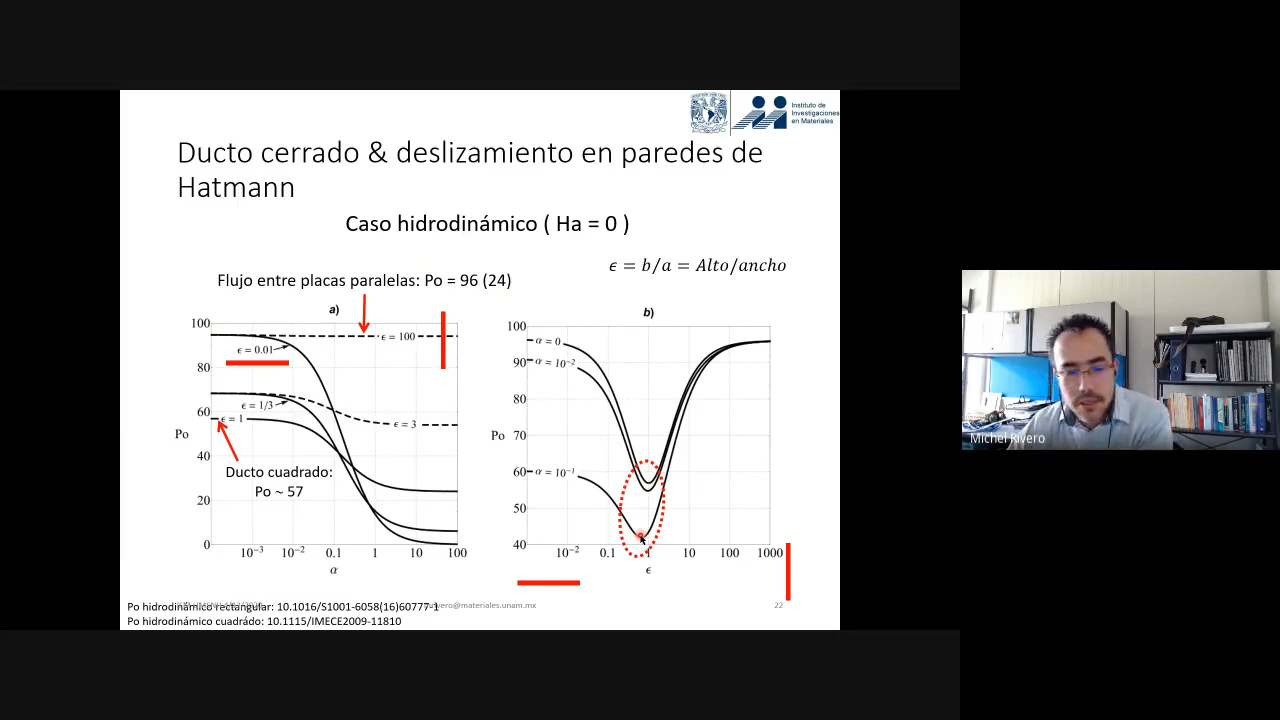 Instituto de
Investigaciones
en Materiales
Ducto cerrado & deslizamiento en paredes de
Hatmann
Caso hidrodinámico ( Ha = 0 )
ϵ = b/a = Alto/ancho
Flujo entre placas paralelas: Po = 96 (24)
a)
100
80
60
40
20
0
Po
ϵ = 100
ϵ = 0.01
ϵ = 1/3
ϵ = 1
ϵ = 3
Ducto cuadrado:
Po ~ 57
10⁻³ 10⁻² 0.1 1 10 100
α
b)
100
90
80
70
60
50
40
Po
α = 0
α = 10⁻²
α = 10⁻¹
10⁻² 0.1 1 10 100 1000
ϵ
Po hidrodinámico rectangular: 10.1016/S1001-6058(16)60777-1
rivero@materiales.unam.mx
22
Po hidrodinámico cuadrádo: 10.1115/IMECE2009-11810
Michel Rivero